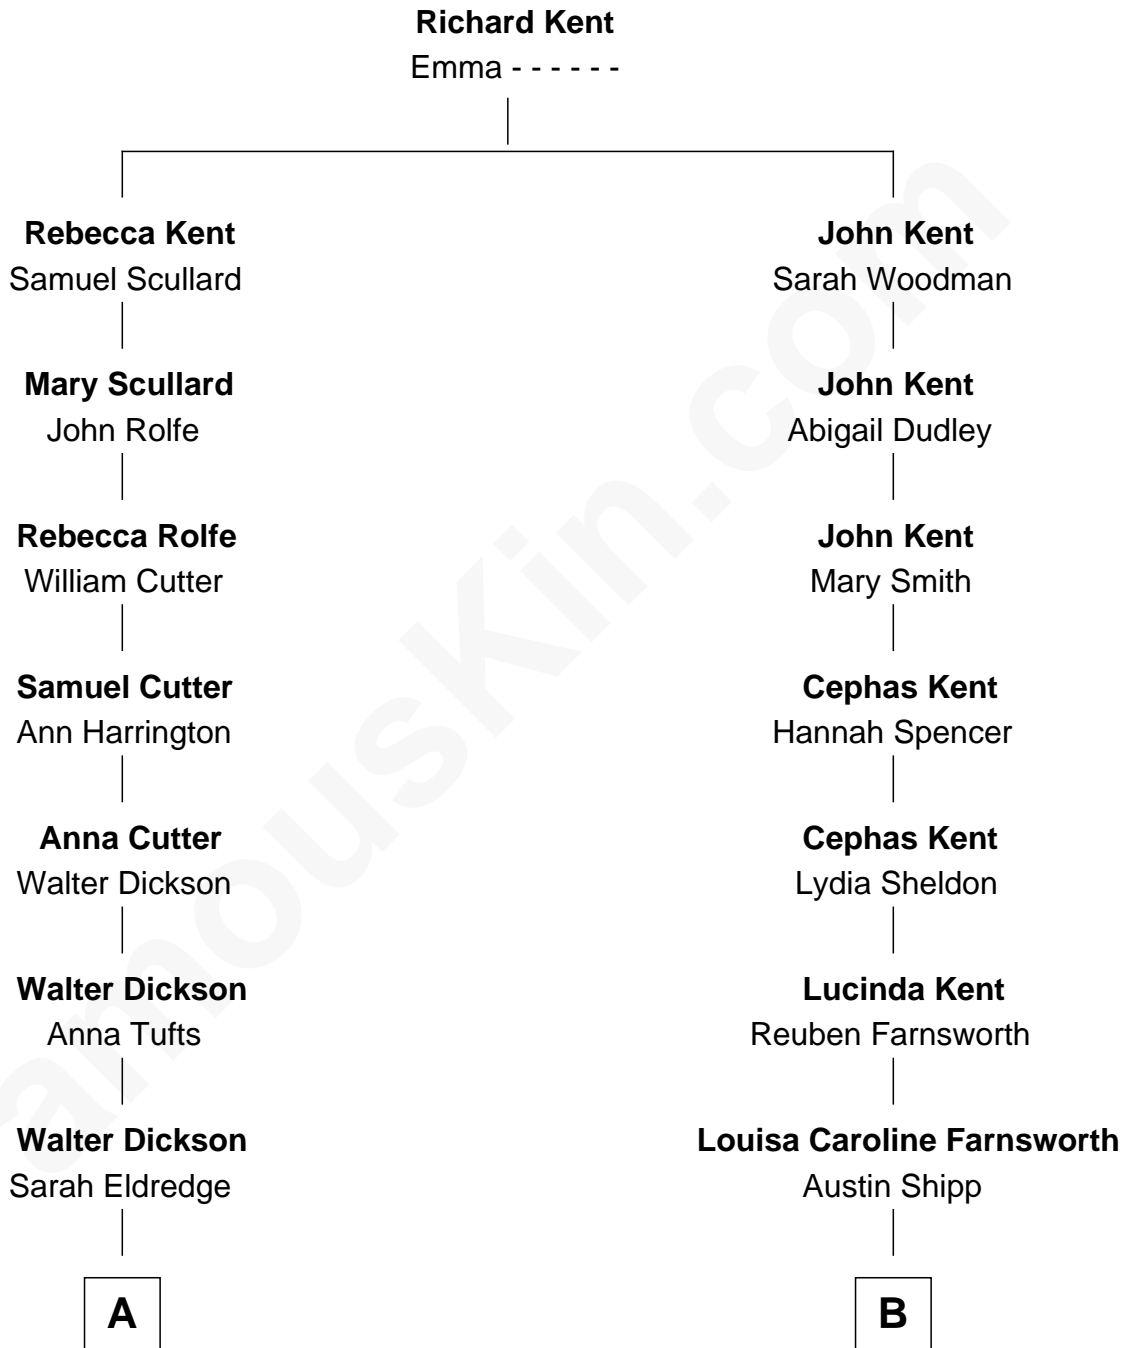 Richard Kent
Emma - - - - - -
Rebecca Kent
Samuel Scullard
Mary Scullard
John Rolfe
Rebecca Rolfe
William Cutter
Samuel Cutter
Ann Harrington
Anna Cutter
Walter Dickson
Walter Dickson
Anna Tufts
Walter Dickson
Sarah Eldredge
A
John Kent
Sarah Woodman
John Kent
Abigail Dudley
John Kent
Mary Smith
Cephas Kent
Hannah Spencer
Cephas Kent
Lydia Sheldon
Lucinda Kent
Reuben Farnsworth
Louisa Caroline Farnsworth
Austin Shipp
B
amousKin.com